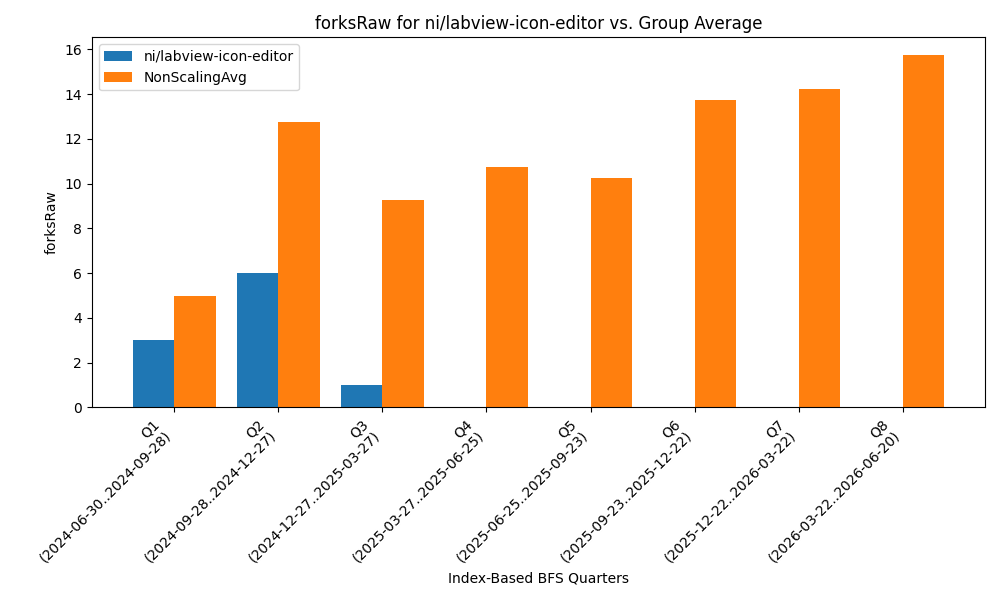 forksRaw for ni/labview-icon-editor vs. Group Average
ni/labview-icon-editor
NonScalingAvg
forksRaw
16
14
12
10
8
6
4
2
0
Q1
(2024-06-30..2024-09-28)
Q2
(2024-09-28..2024-12-27)
Q3
(2024-12-27..2025-03-27)
Q4
(2025-03-27..2025-06-25)
Q5
(2025-06-25..2025-09-23)
Q6
(2025-09-23..2025-12-22)
Q7
(2025-12-22..2026-03-22)
Q8
(2026-03-22..2026-06-20)
Index-Based BFS Quarters